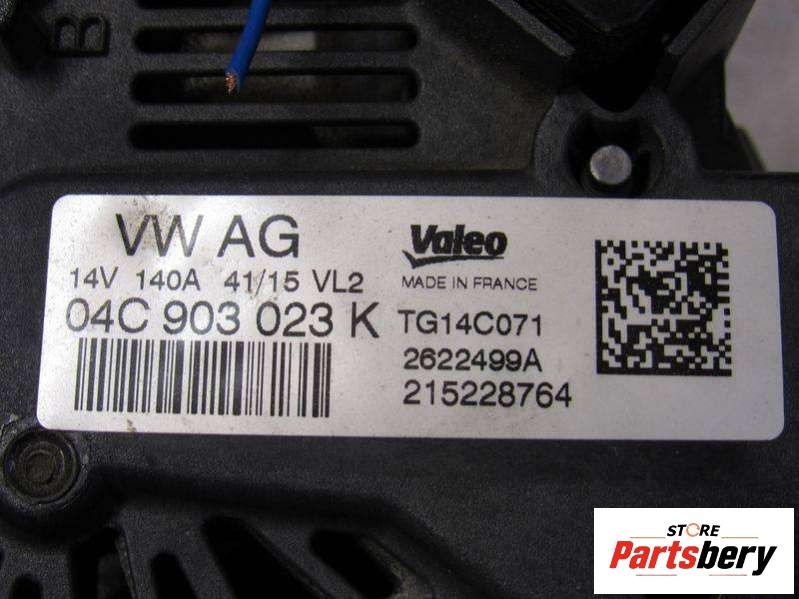 B
VW AG
14V 140A 41/15 VL2
04C 903 023 K
Valeo
MADE IN FRANCE
TG14C071
2622499A
215228764
STORE
Partsbery